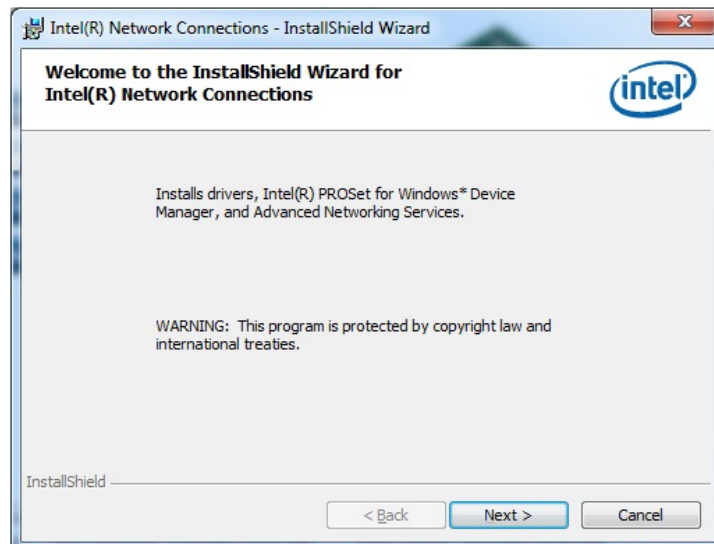 Intel(R) Network Connections - InstallShield Wizard
Welcome to the InstallShield Wizard for
Intel(R) Network Connections
intel
Installs drivers, Intel(R) PROSet for Windows* Device
Manager, and Advanced Networking Services.
WARNING: This program is protected by copyright law and
international treaties.
InstallShield
< Back
Next >
Cancel